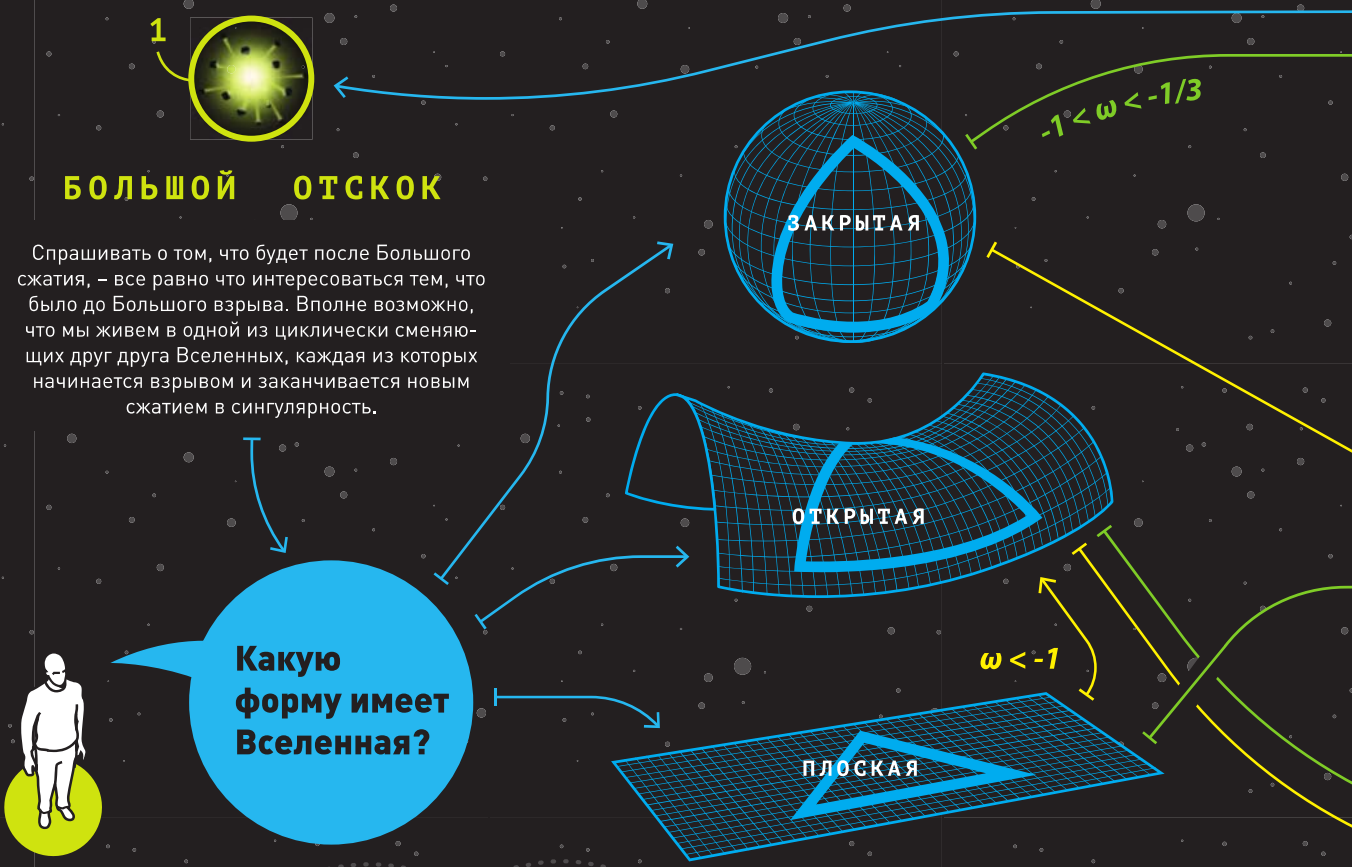 1
БОЛЬШОЙ ОТСКОК
Спрашивать о том, что будет после Большого
сжатия, – все равно что интересоваться тем, что
было до Большого взрыва. Вполне возможно,
что мы живем в одной из циклически сменяю-
щих друг друга Вселенных, каждая из которых
начинается взрывом и заканчивается новым
сжатием в сингулярность.
Какую
форму имеет
Вселенная?
-1 < ω < -1/3
ЗАКРЫТАЯ
ОТКРЫТАЯ
ω < -1
ПЛОСКАЯ